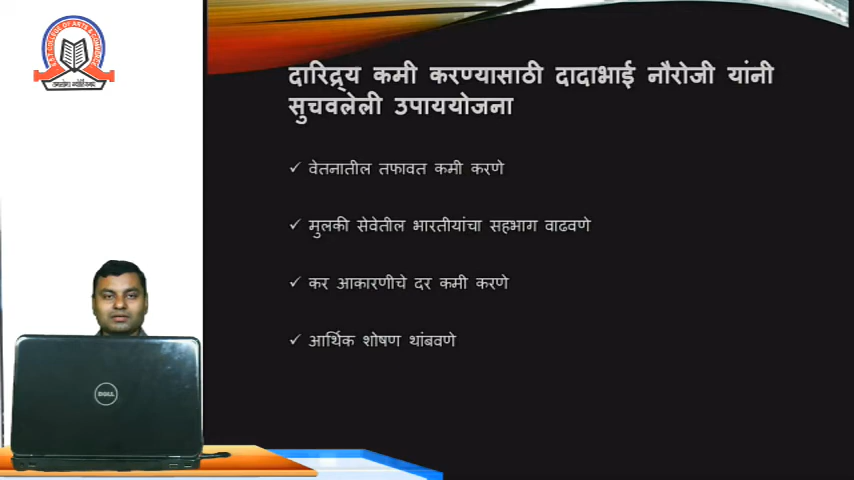 दारिद्र्य कमी करण्यासाठी दादाभाई नौरोजी यांनी
सुचवलेली उपाययोजना
✓ वेतनातील तफावत कमी करणे
✓ मुलकी सेवेतील भारतीयांचा सहभाग वाढवणे
✓ कर आकारणीचे दर कमी करणे
✓ आर्थिक शोषण थांबवणे
DELL